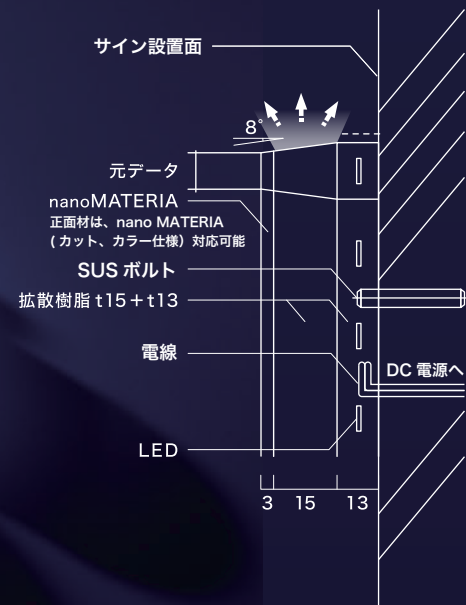 サイン設置面
8°
元データ
nanoMATERIA
正面材は、nano MATERIA
(カット、カラー仕様）対応可能
SUS ボルト
拡散樹脂 t15＋t13
電線
DC 電源へ
LED
3 15 13